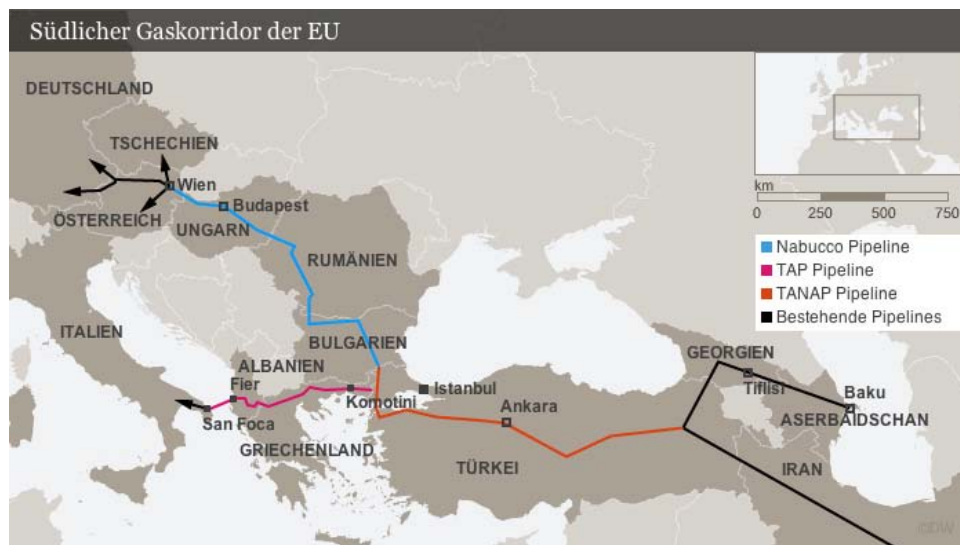 Südlicher Gaskorridor der EU
DEUTSCHLAND
TSCHECHIEN
Wien
ÖSTERREICH
Budapest
UNGARN
RUMÄNIEN
ITALIEN
BULGARIEN
ALBANIEN
Fier
Komotini
Istanbul
San Foca
GRIECHENLAND
Ankara
TÜRKEI
GEORGIEN
Tiflis
Baku
ASERBAIDSCHAN
IRAN
km
0 250 500 750
Nabucco Pipeline
TAP Pipeline
TANAP Pipeline
Bestehende Pipelines
©DW